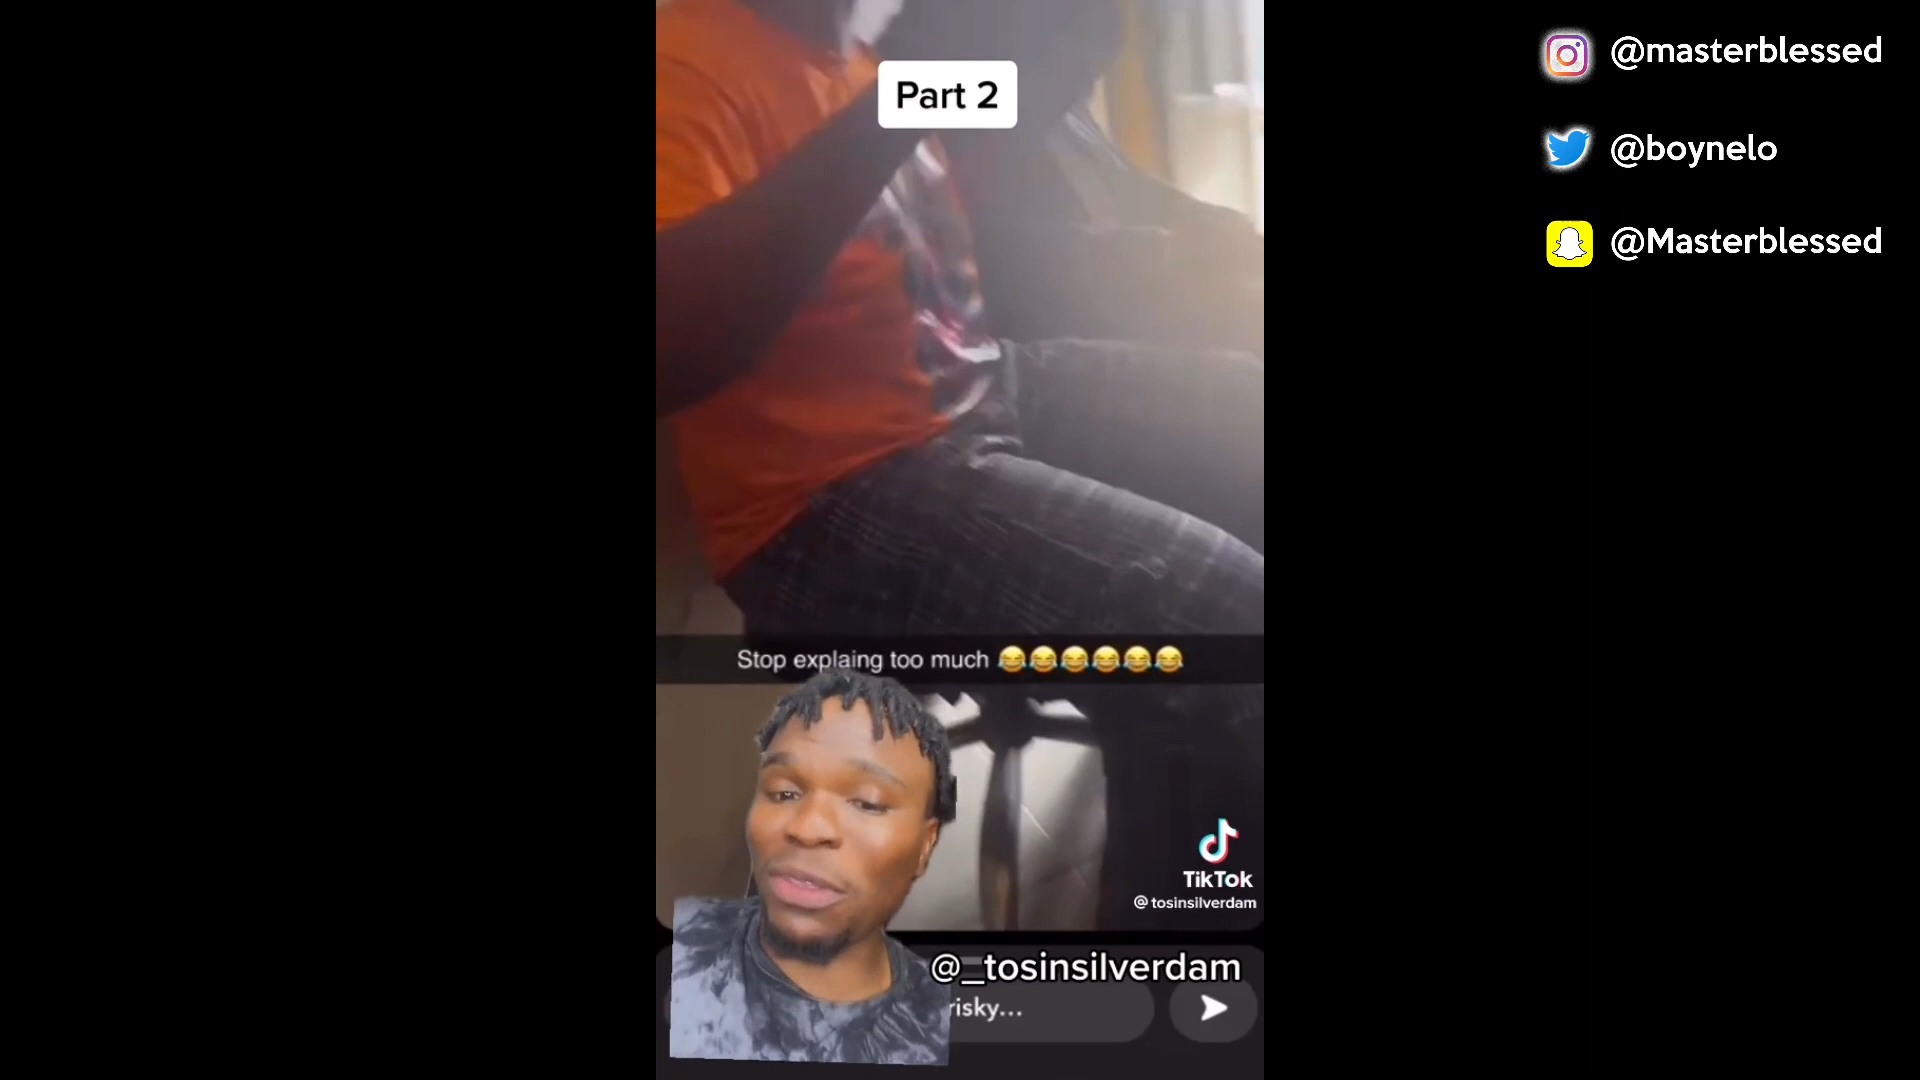 Part 2
@masterblessed
@boynelo
@Masterblessed
Stop explaing too much 😂😂😂😂😂😂
TikTok
@tosinsilverdam
@_tosinsilverdam
risky...